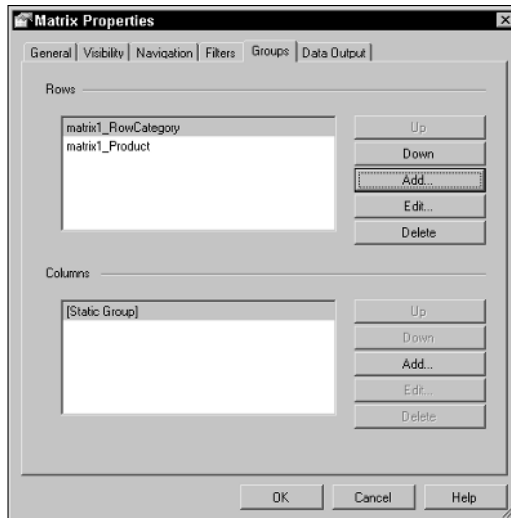 Matrix Properties
General Visibility Navigation Filters Groups Data Output
Rows
matrix1_RowCategory
matrix1_Product
Up
Down
Add...
Edit...
Delete
Columns
[Static Group]
Up
Down
Add...
Edit...
Delete
OK Cancel Help